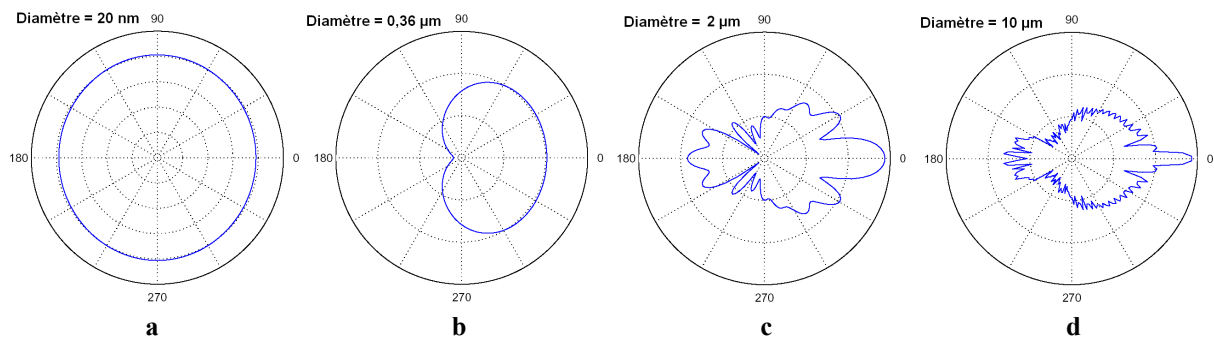 Diamètre = 20 nm 90
180 0
270
a
Diamètre = 0,36 µm 90
180 0
270
b
Diamètre = 2 µm 90
180 0
270
c
Diamètre = 10 µm 90
180 0
270
d